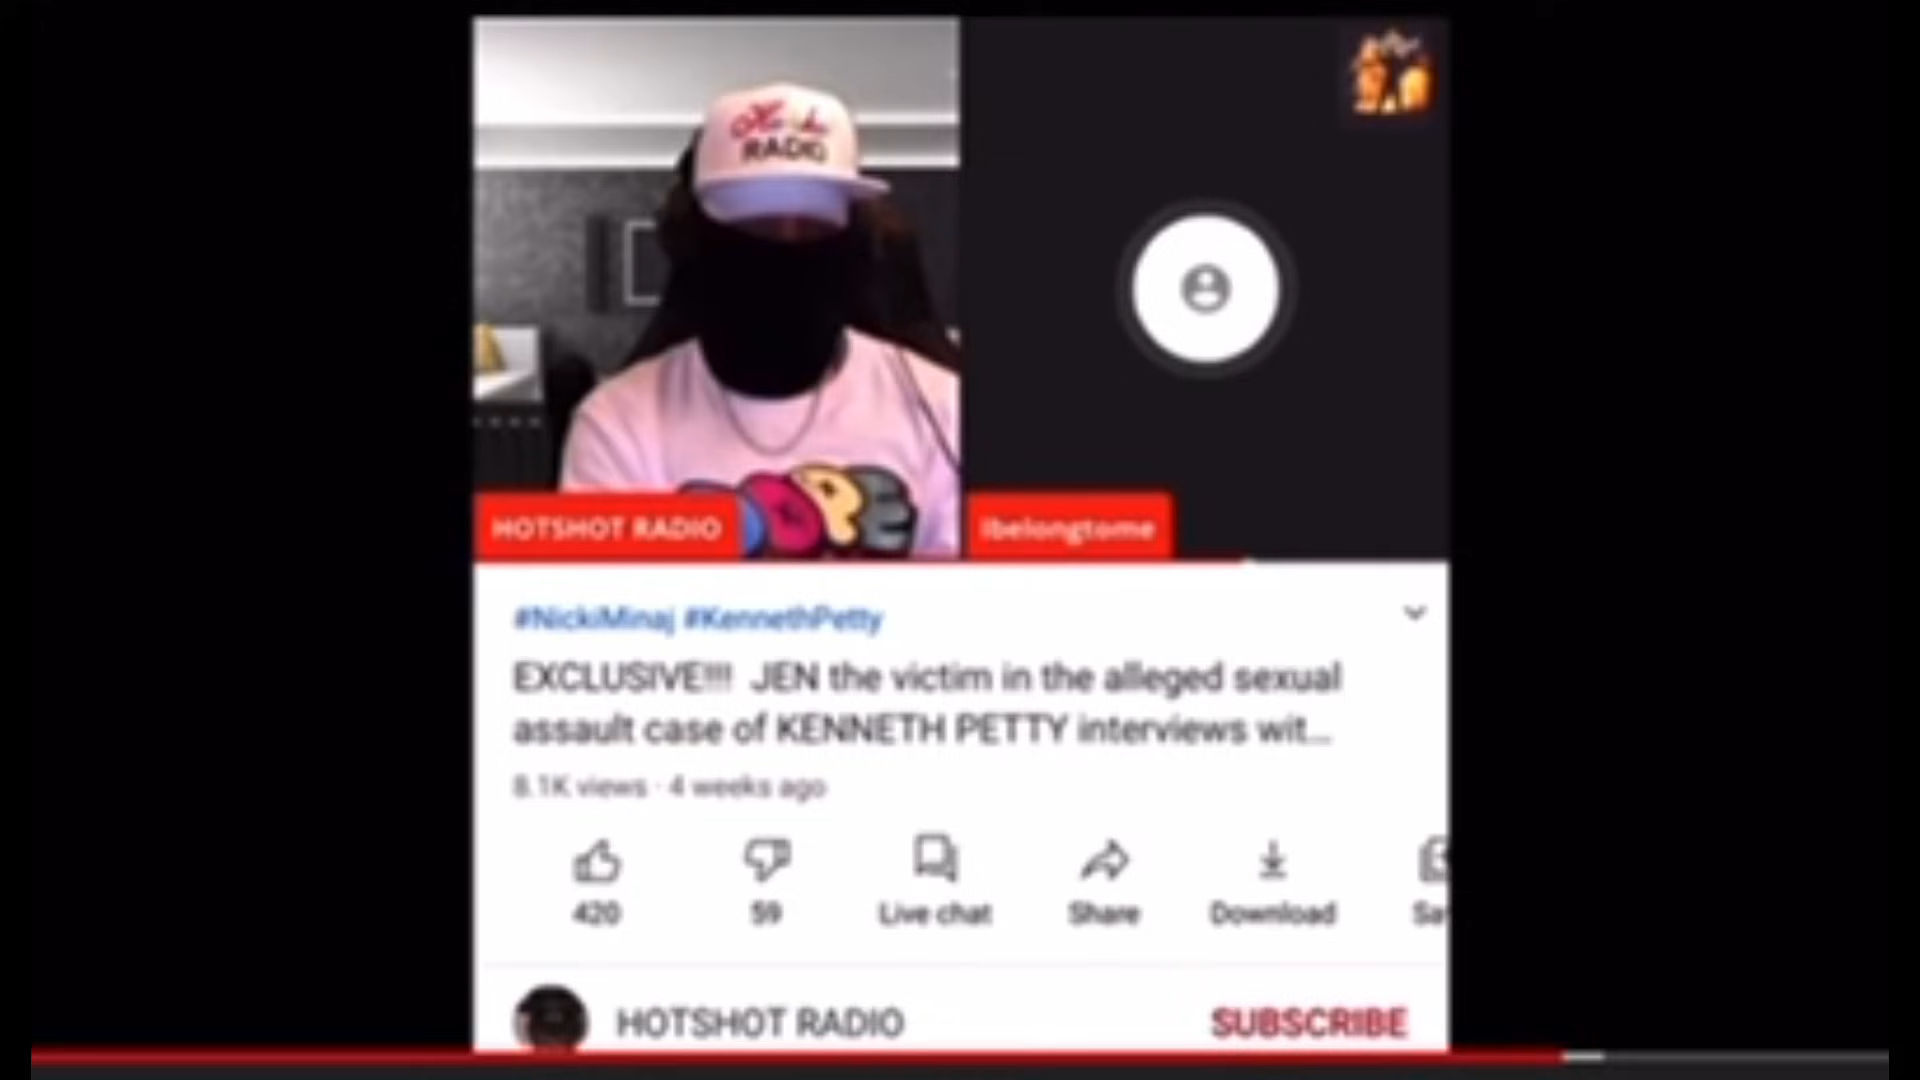 RADIO
HOTSHOT RADIO
ibelongtome
#NickiMinaj #KennethPetty
EXCLUSIVE!!! JEN the victim in the alleged sexual
assault case of KENNETH PETTY interviews wit...
8.1K views · 4 weeks ago
420
59
Live chat
Share
Download
Sa
HOTSHOT RADIO
SUBSCRIBE